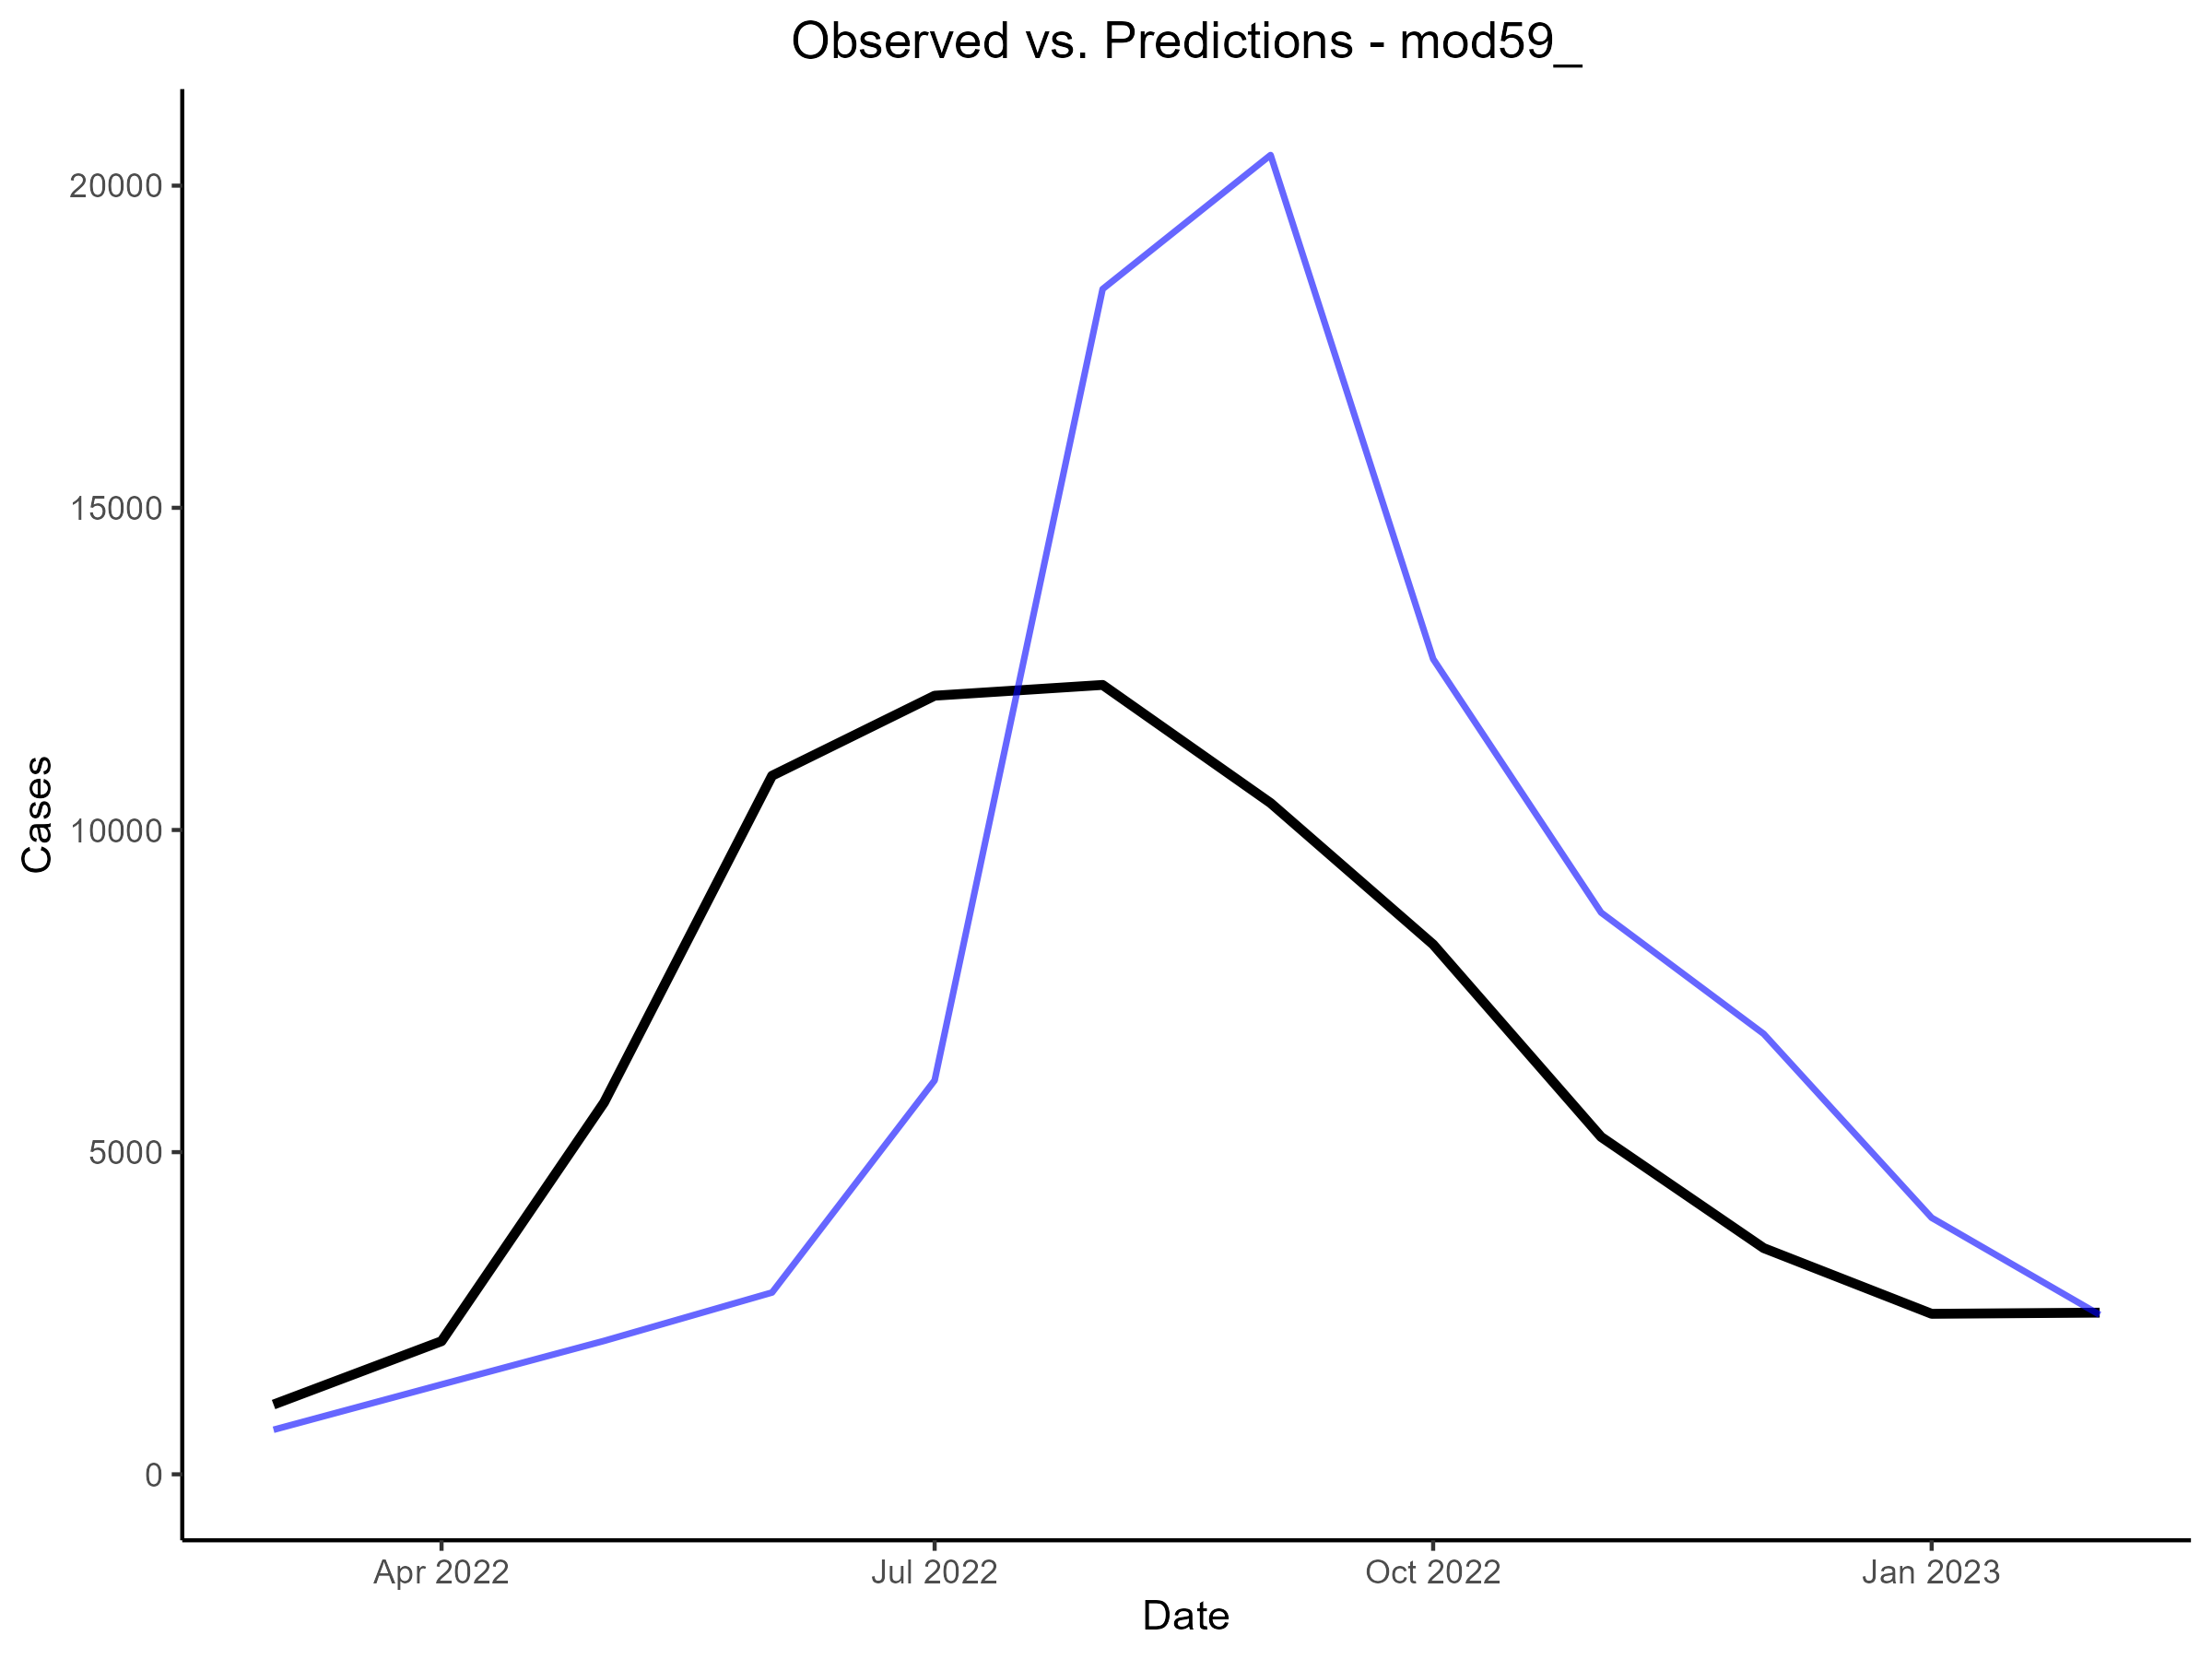 Observed vs. Predictions - mod59_
20000
15000
10000
5000
0
Cases
Apr 2022
Jul 2022
Oct 2022
Jan 2023
Date